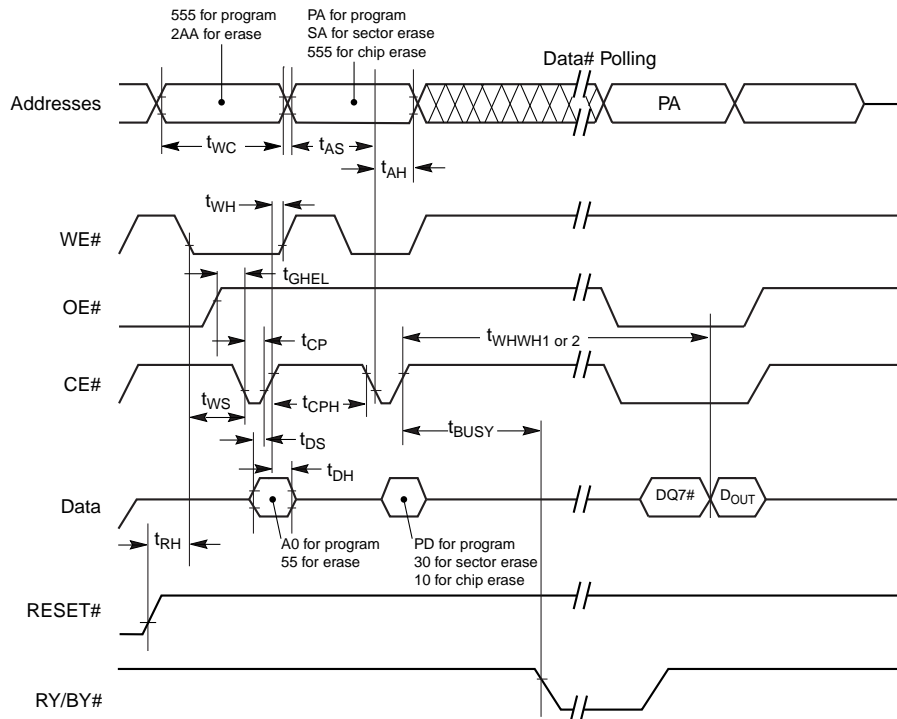 555 for program
2AA for erase
PA for program
SA for sector erase
555 for chip erase
Data# Polling
Addresses
PA
tWC
tAS
tAH
tWH
WE#
tGHEL
OE#
tWHWH1 or 2
tCP
CE#
tWS
tCPH
tBUSY
tDS
tDH
Data
DQ7#
DOUT
tRH
A0 for program
55 for erase
PD for program
30 for sector erase
10 for chip erase
RESET#
RY/BY#